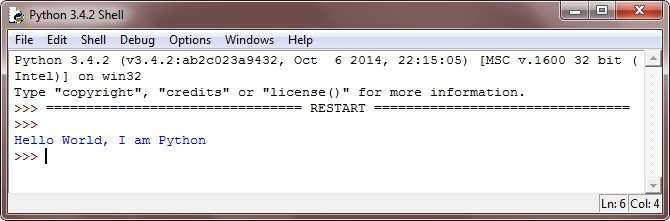 Python 3.4.2 Shell
File Edit Shell Debug Options Windows Help
Python 3.4.2 (v3.4.2:ab2c023a9432, Oct  6 2014, 22:15:05) [MSC v.1600 32 bit (
Intel)] on win32
Type "copyright", "credits" or "license()" for more information.
>>> ================================ RESTART ================================
>>>
Hello World, I am Python
>>>
Ln: 6 Col: 4